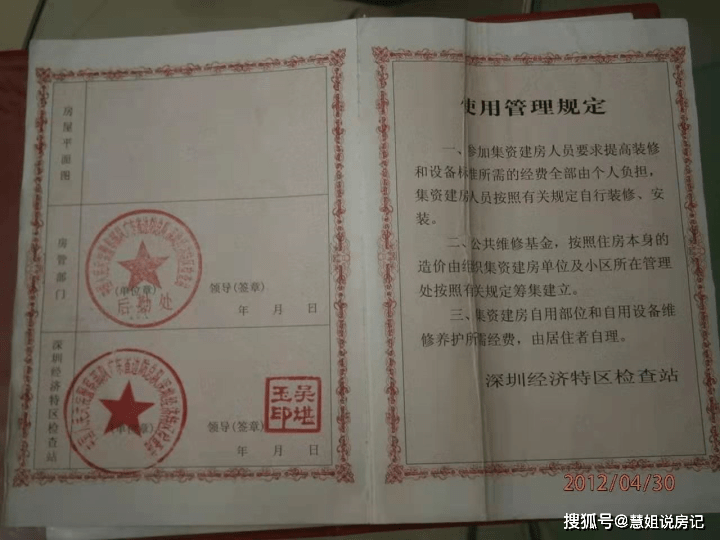 房屋平面图
房管部门
(单位章)
后勤处
领导(签章)
年 月 日
深圳经济特区检查站
(单位章)
领导(签章)
年 月 日
吴堪
玉印
使用管理规定
一、参加集资建房人员要求提高装修
和设备标准所需的经费全部由个人负担，
集资建房人员按照有关规定自行装修、安
装。
二、公共维修基金，按照住房本身的
造价由组织集资建房单位及小区所在管理
处按照有关规定筹集建立。
三、集资建房自用部位和自用设备维
修养护所需经费，由居住者自理。
深圳经济特区检查站
2012/04/30
搜狐号@慧姐说房记